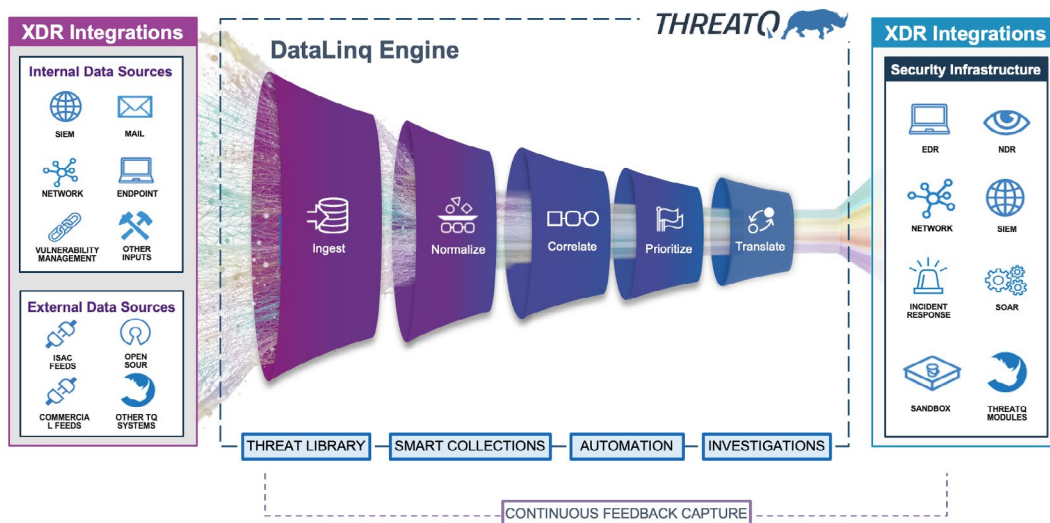 XDR Integrations
Internal Data Sources
SIEM
MAIL
NETWORK
ENDPOINT
VULNERABILITY
MANAGEMENT
OTHER
INPUTS
External Data Sources
ISAC
FEEDS
OPEN
SOUR
COMMERCIA
L FEEDS
OTHER TQ
SYSTEMS
DataLinq Engine
THREATQ
Ingest
Normalize
Correlate
Prioritize
Translate
THREAT LIBRARY
SMART COLLECTIONS
AUTOMATION
INVESTIGATIONS
CONTINUOUS FEEDBACK CAPTURE
XDR Integrations
Security Infrastructure
EDR
NDR
NETWORK
SIEM
INCIDENT
RESPONSE
SOAR
SANDBOX
THREATQ
MODULES